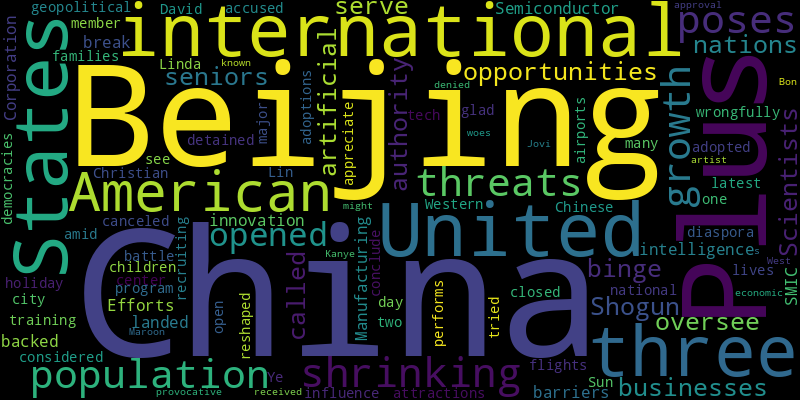 geopolitical
David
accused
serve
Semiconductor
approval
member
international
poses
Corporation
States
break
nations
families
Linda
known
artificial
authority
opportunities
Plus
seniors
Beijing
denied
growth
Bon
adoptions
tech
glad
airports
wrongfully
major
appreciate
woes
Jovi
many
adopted
Scientists
detained
democracies
see
artist
Christian
Lin
threats
latest
American
might
Western
Chinese
one
canceled
innovation
United
diaspora
amid
opened
recruiting
Manufacturing
conclude
intelligence
s
battle
called
Kanye
binge
lives
West
children
China
holiday
center
program
day
performs
closed
national
economic
SMIC
city
Efforts
open
reshaped
tried
Shogun
training
landed
two
oversee
backed
Maroon
three
considered
population
Ye
shrinking
flights
Sun
businesses
provocative
received
influence
attractions
barriers